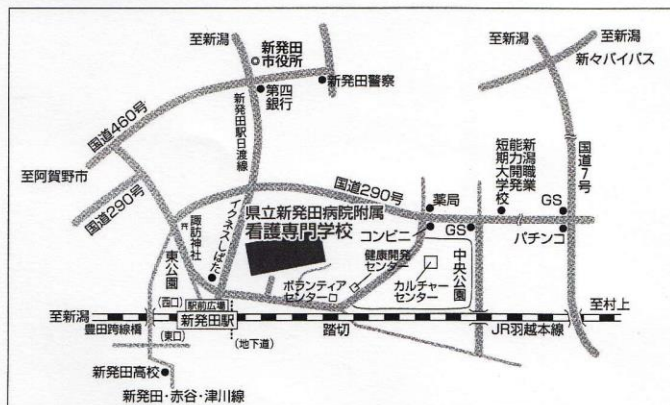 至新潟
新発田
市役所
新発田警察
第四
銀行
新発田駅日渡線
国道460号
至阿賀野市
国道290号
至新潟
至新潟
新々バイパス
国道7号
新潟職業
能力開発
短期大学校
GS
パチンコ
国道290号
薬局
コンビニ
GS
県立新発田病院附属
看護専門学校
イクネスしばた
諏訪神社
東公園
健康開発
センター
ボランティア
センター
カルチャー
センター
中央公園
(西口)
駅前広場
至新潟
新発田駅
豊田跨線橋
(東口)
(地下道)
踏切
JR羽越本線
至村上
新発田高校
新発田・赤谷・津川線